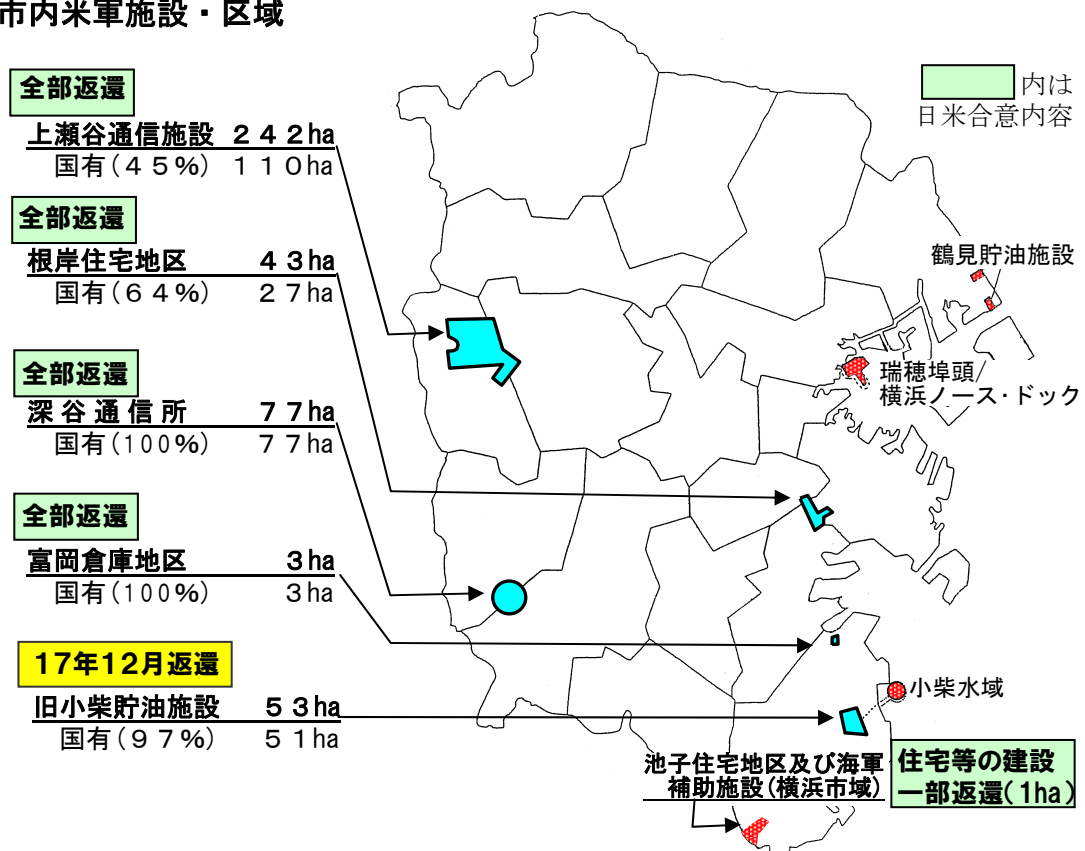 市内米軍施設・区域
全部返還
上瀬谷通信施設 242ha
国有(45%) 110ha
全部返還
根岸住宅地区 43ha
国有(64%) 27ha
全部返還
深谷通信所 77ha
国有(100%) 77ha
全部返還
富岡倉庫地区 3ha
国有(100%) 3ha
17年12月返還
旧小柴貯油施設 53ha
国有(97%) 51ha
内は
日米合意内容
鶴見貯油施設
瑞穂埠頭/
横浜ノース・ドック
小柴水域
池子住宅地区及び海軍
補助施設(横浜市域)
住宅等の建設
一部返還(1ha)